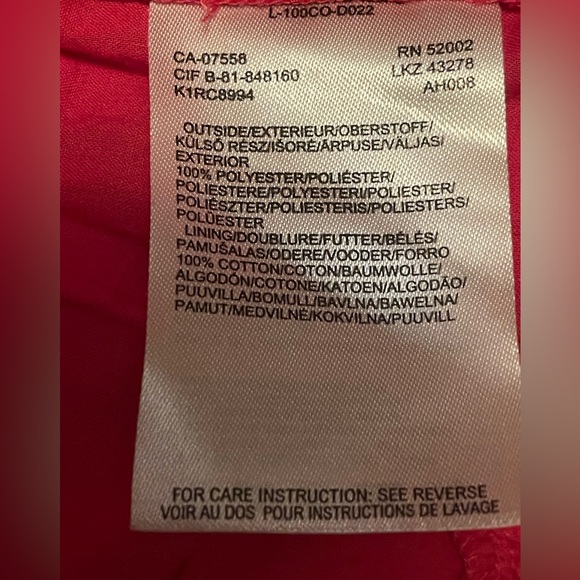 L-100CO-D022
CA-07558 RN 52002
CIF B-81-848160 LKZ 43278
K1RC8994 AH008
OUTSIDE/EXTERIEUR/OBERSTOFF/
KÜLSŐ RÉSZ/IŠORĖ/ĀRPUSE/VÄLJAS/
EXTERIOR
100% POLYESTER/POLIÉSTER/
POLIESTERE/POLYESTERI/POLIESTER/
POLIÉSZTER/POLIESTERIS/POLIESTERS/
POLÜESTER
LINING/DOUBLURE/FUTTER/BÉLÉS/
PAMUŠALAS/ODERE/VOODER/FORRO
100% COTTON/COTON/BAUMWOLLE/
ALGODÓN/COTONE/KATOEN/ALGODÃO/
PUUVILLA/BOMULL/BAVLNA/BAWEŁNA/
PAMUT/MEDVILNĖ/KOKVILNA/PUUVILL
FOR CARE INSTRUCTION: SEE REVERSE
VOIR AU DOS POUR INSTRUCTIONS DE LAVAGE